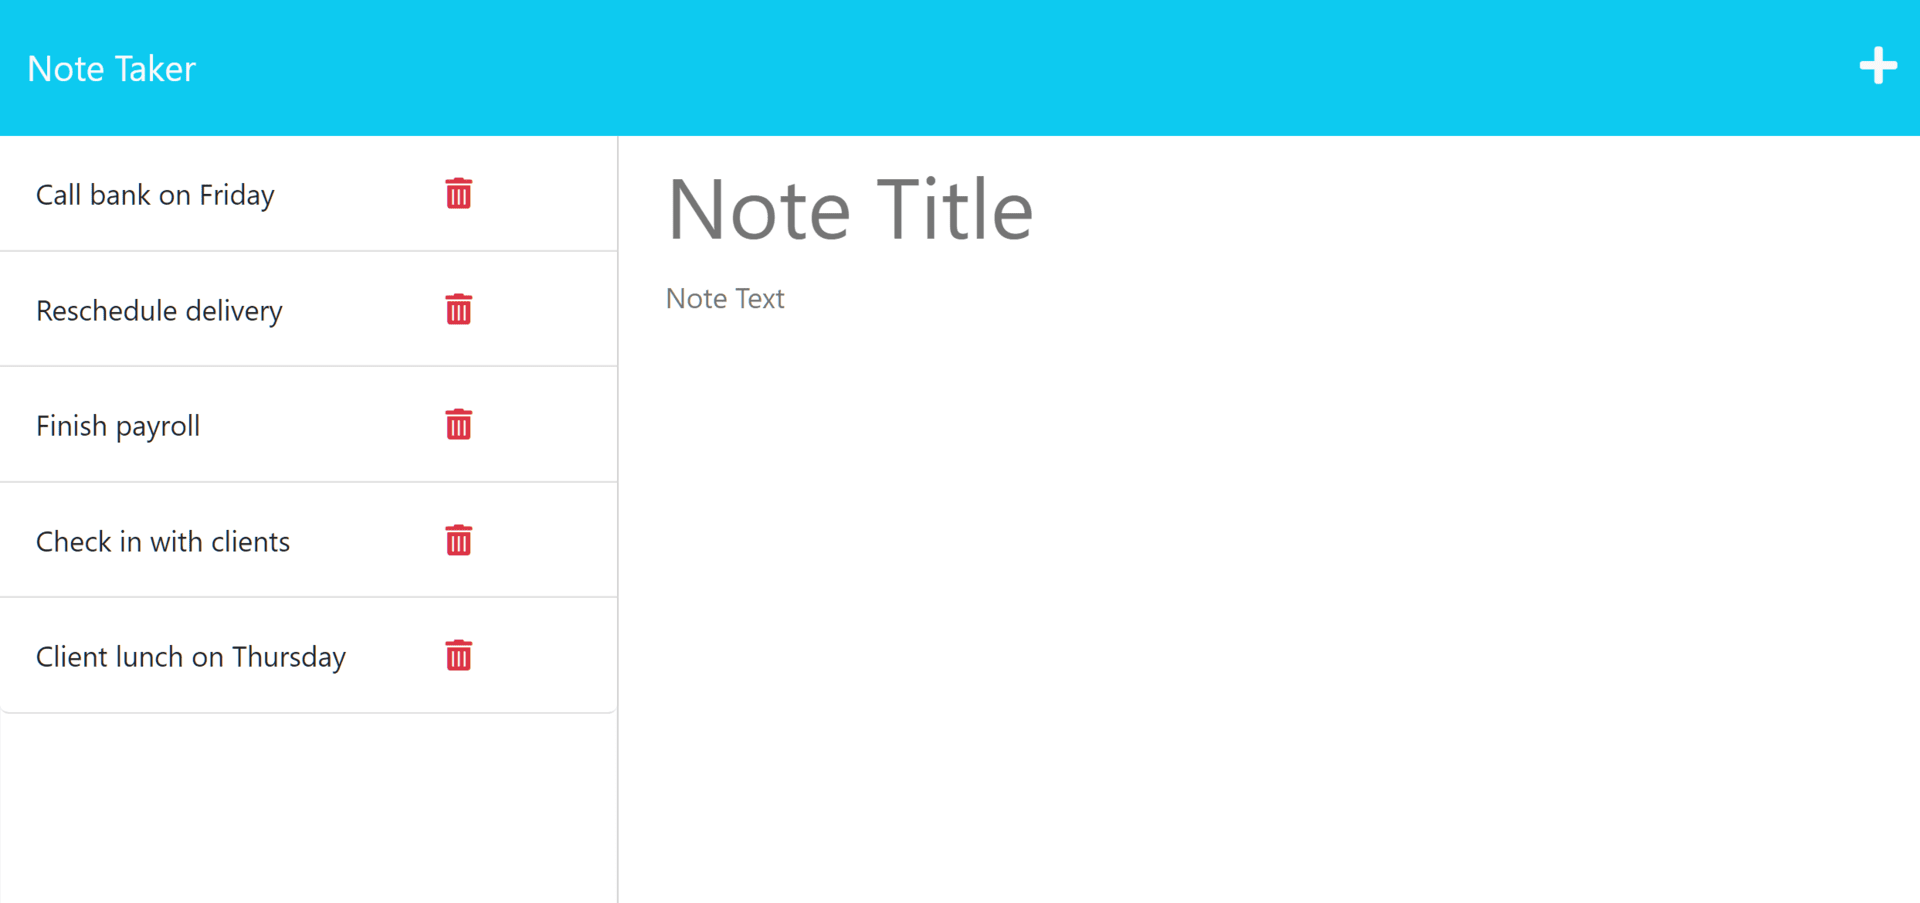 Note Taker
Call bank on Friday
Reschedule delivery
Finish payroll
Check in with clients
Client lunch on Thursday
Note Title
Note Text